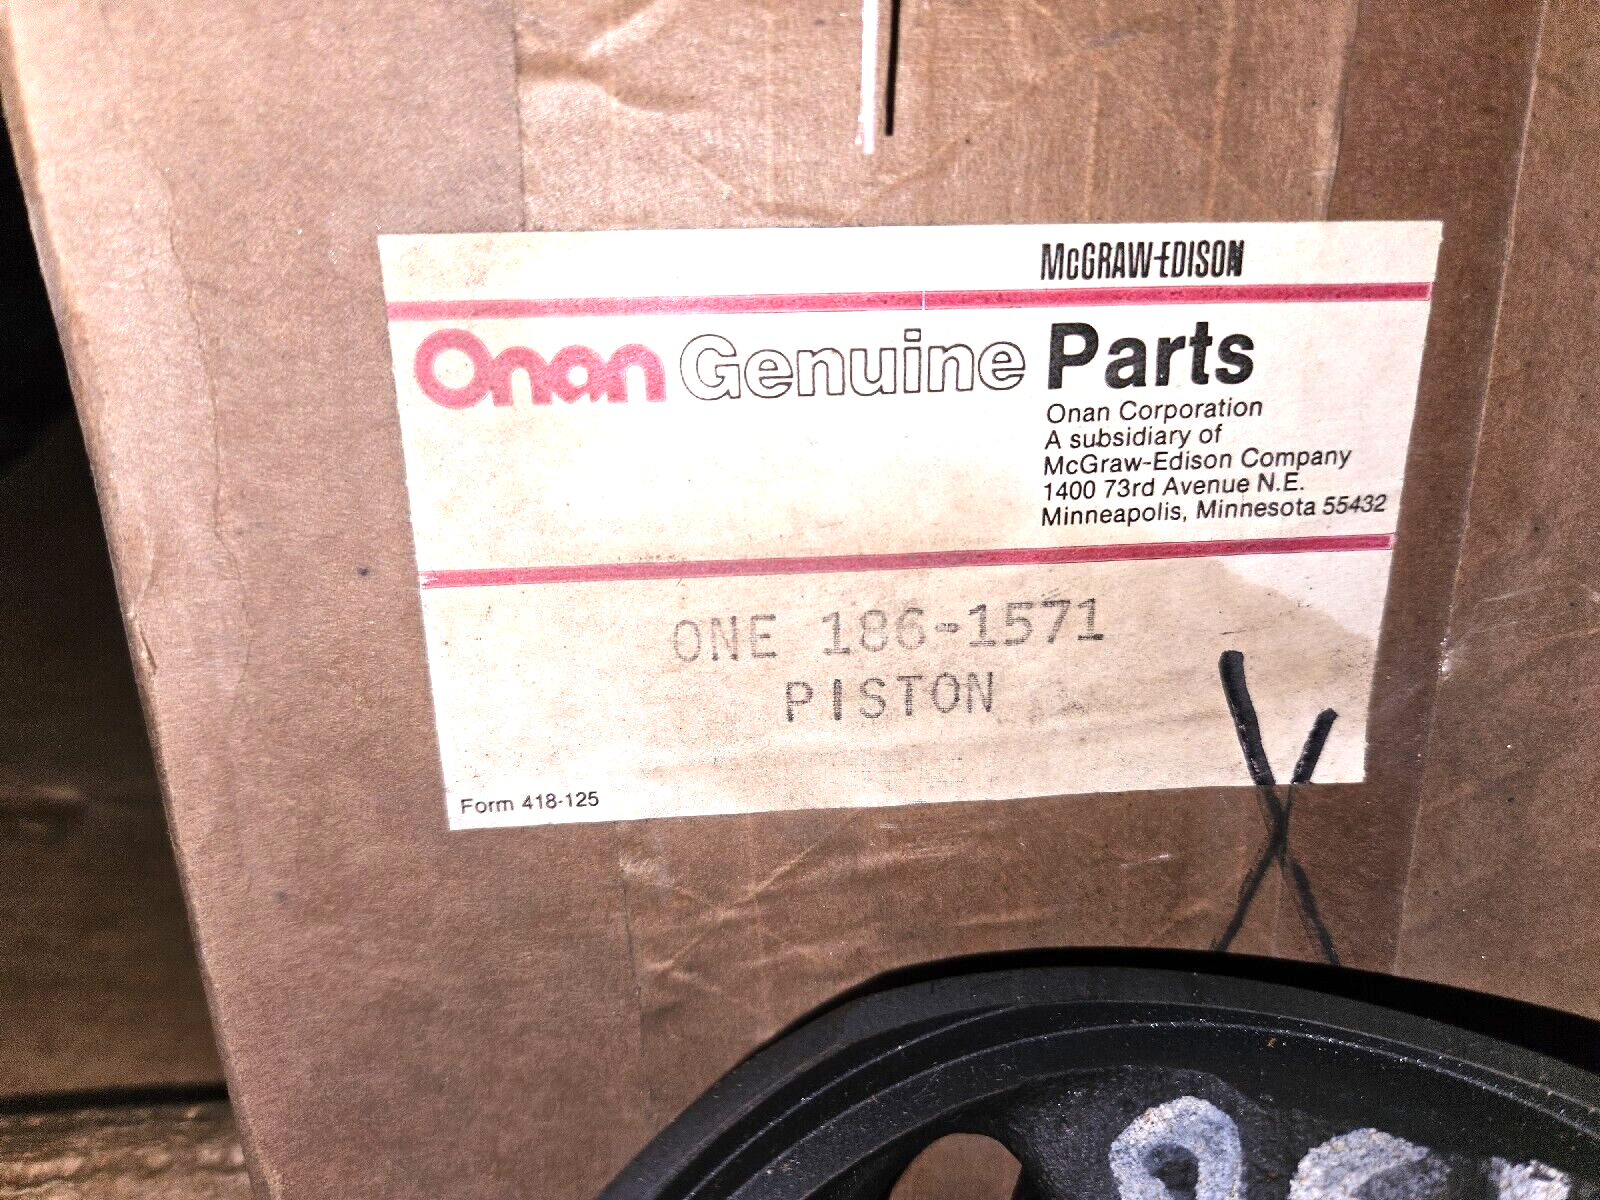 McGRAW-EDISON
Onan Genuine Parts
Onan Corporation
A subsidiary of
McGraw-Edison Company
1400 73rd Avenue N.E.
Minneapolis, Minnesota 55432
ONE 186-1571
PISTON
Form 418-125
X